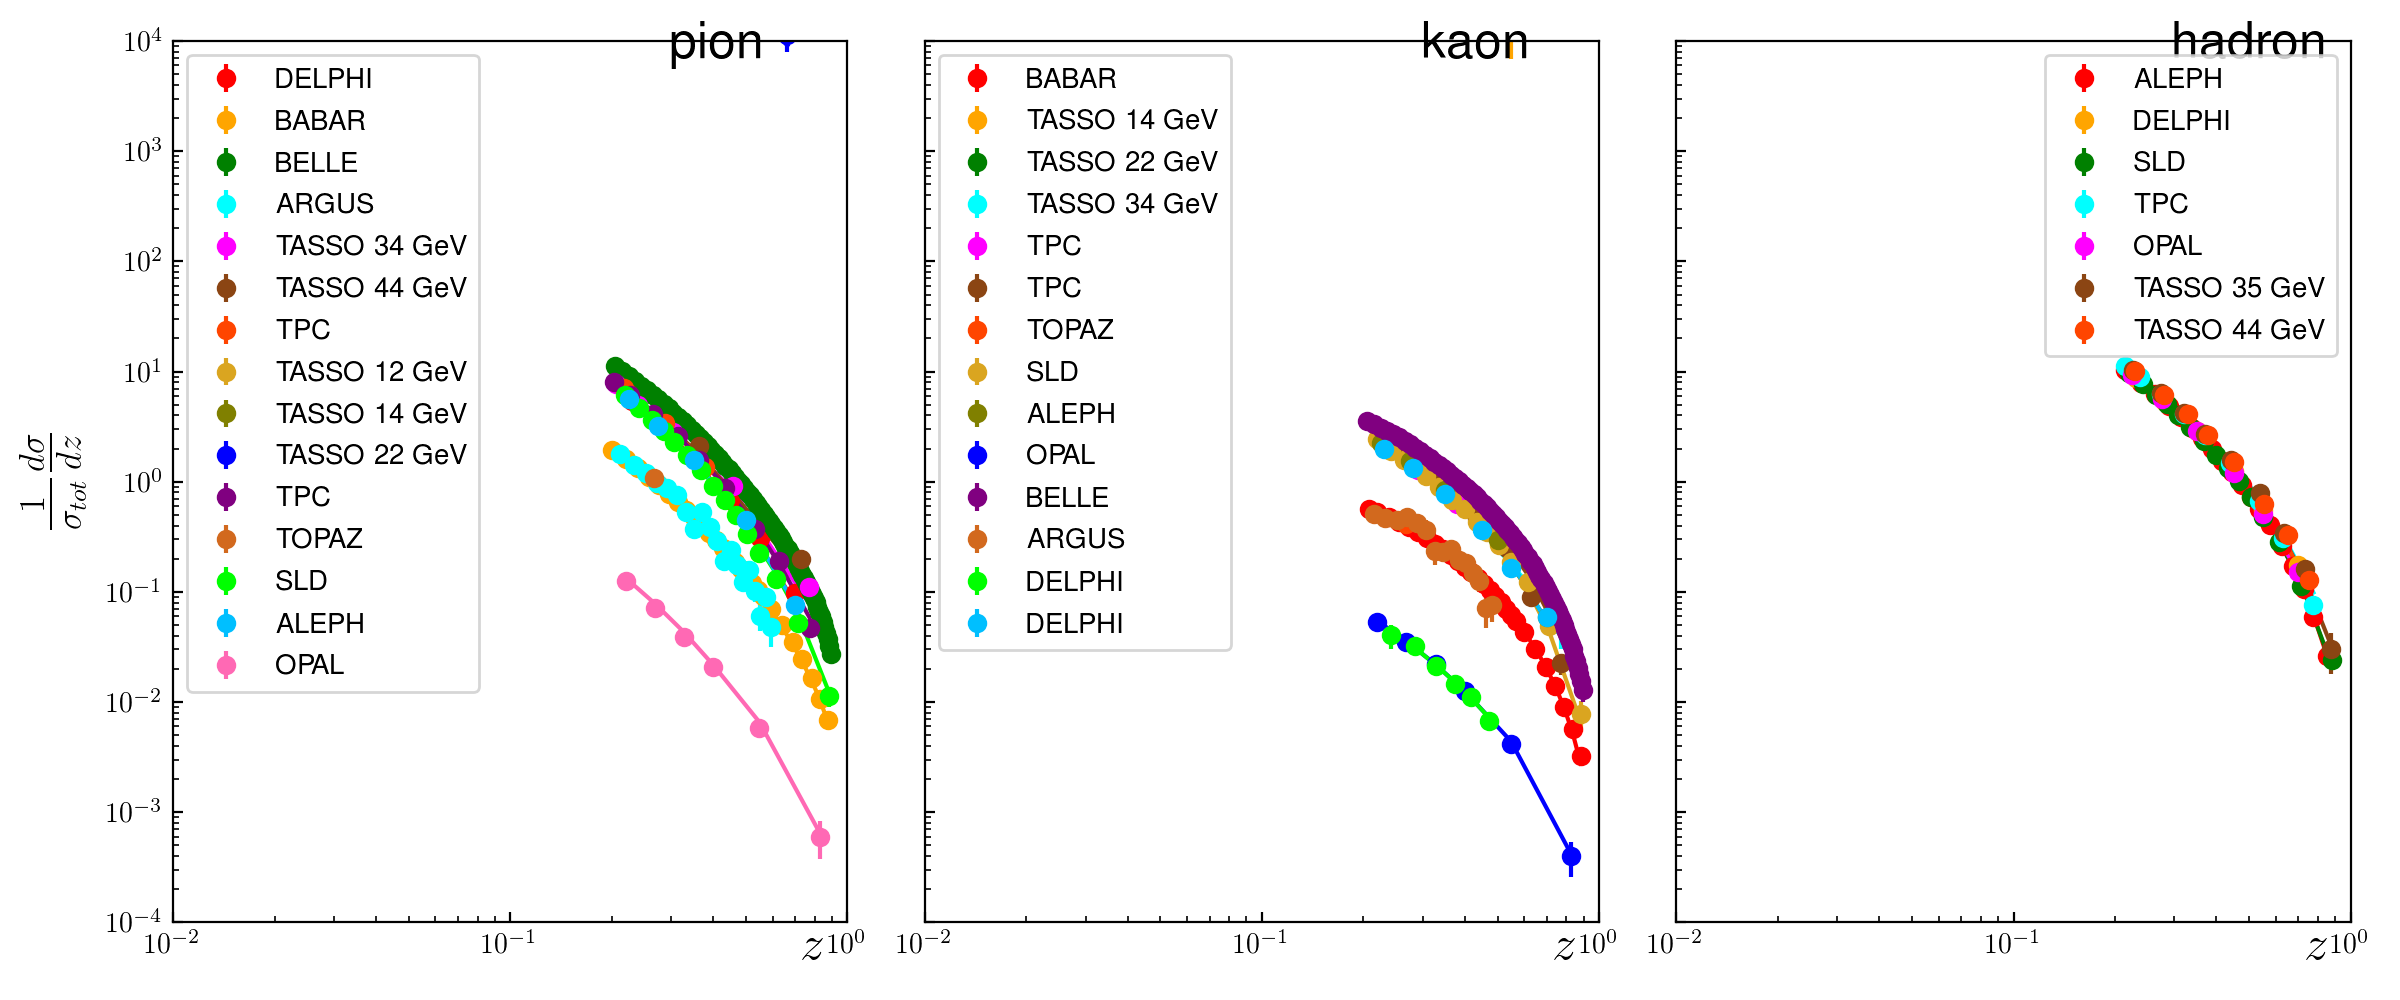 pion
kaon
hadron
10^4
10^3
10^2
10^1
10^0
10^-1
10^-2
10^-3
10^-4
1/σ_tot dσ/dz
DELPHI
BABAR
BELLE
ARGUS
TASSO 34 GeV
TASSO 44 GeV
TPC
TASSO 12 GeV
TASSO 14 GeV
TASSO 22 GeV
TPC
TOPAZ
SLD
ALEPH
OPAL
10^-2
10^-1
z
10^0
BABAR
TASSO 14 GeV
TASSO 22 GeV
TASSO 34 GeV
TPC
TPC
TOPAZ
SLD
ALEPH
OPAL
BELLE
ARGUS
DELPHI
DELPHI
10^-2
10^-1
z
10^0
ALEPH
DELPHI
SLD
TPC
OPAL
TASSO 35 GeV
TASSO 44 GeV
10^-2
10^-1
z
10^0